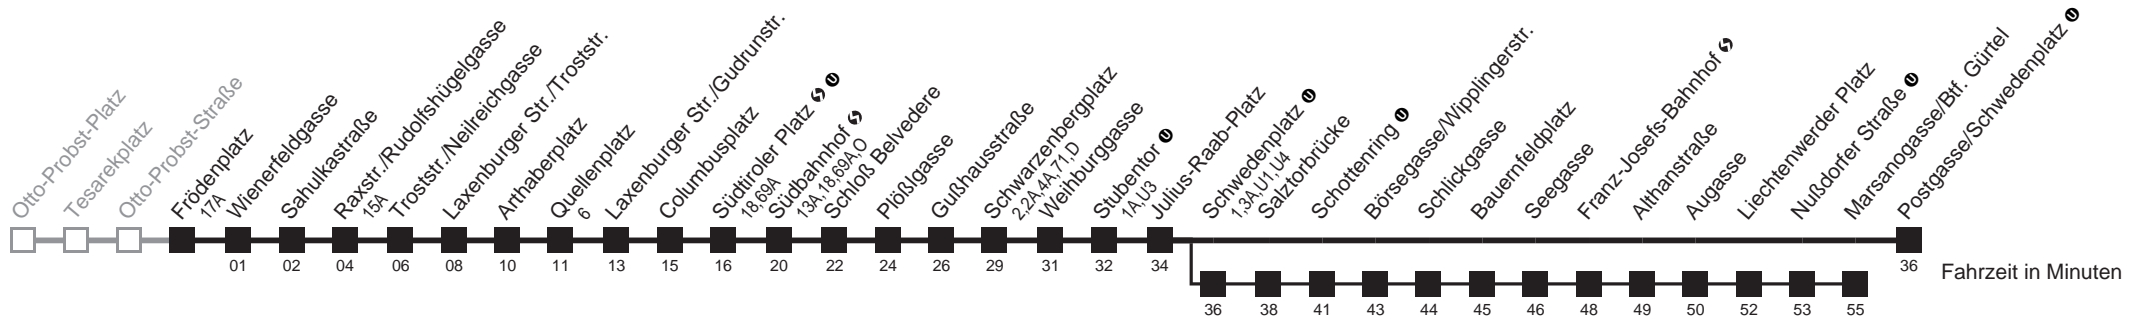 Otto-Probst-Platz
Tesarekplatz
Otto-Probst-Straße
Frödenplatz
17A
Wienerfeldgasse
Sahulkastraße
Raxstr./Rudolfshügelgasse
15A
Troststr./Neilreichgasse
Laxenburger Str./Troststr.
Arthaberplatz
Quellenplatz
6
Laxenburger Str./Gudrunstr.
Columbusplatz
Südtiroler Platz S U
18,69A
Südbahnhof S
13A,18,69A,O
Schloß Belvedere
Plößlgasse
Gußhausstraße
Schwarzenbergplatz
2,2A,4A,71,D
Weihburggasse
Stubentor U
1A,U3
Julius-Raab-Platz
Schwedenplatz U
1,3A,U1,U4
Salztorbrücke
Schottenring U
Börsegasse/Wipplingerstr.
Schlickgasse
Bauernfeldplatz
Seegasse
Franz-Josefs-Bahnhof S
Althanstraße
Augasse
Liechtenwerder Platz
Nußdorfer Straße U
Marsanogasse/Btf. Gürtel
Postgasse/Schwedenplatz U
01 02 04 06 08 10 11 13 15 16 20 22 24 26 29 31 32 34 36
Fahrzeit in Minuten
36 38 41 43 44 45 46 48 49 50 52 53 55